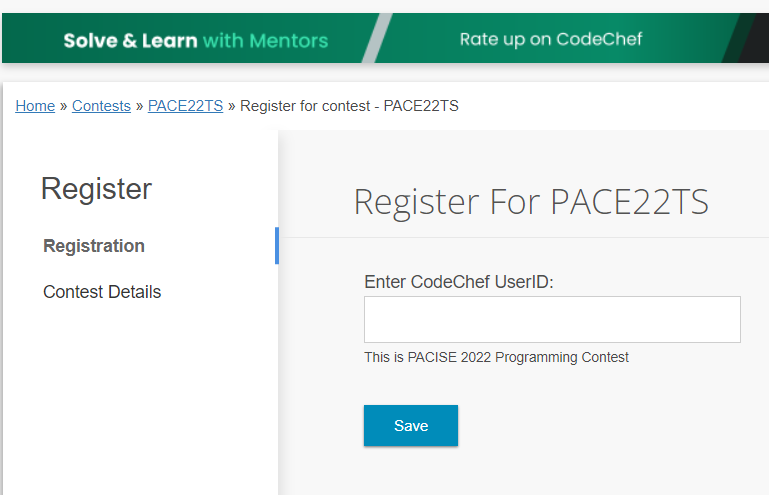 Solve & Learn with Mentors
Rate up on CodeChef
Home » Contests » PACE22TS » Register for contest - PACE22TS
Register
Registration
Contest Details
Register For PACE22TS
Enter CodeChef UserID:
This is PACISE 2022 Programming Contest
Save